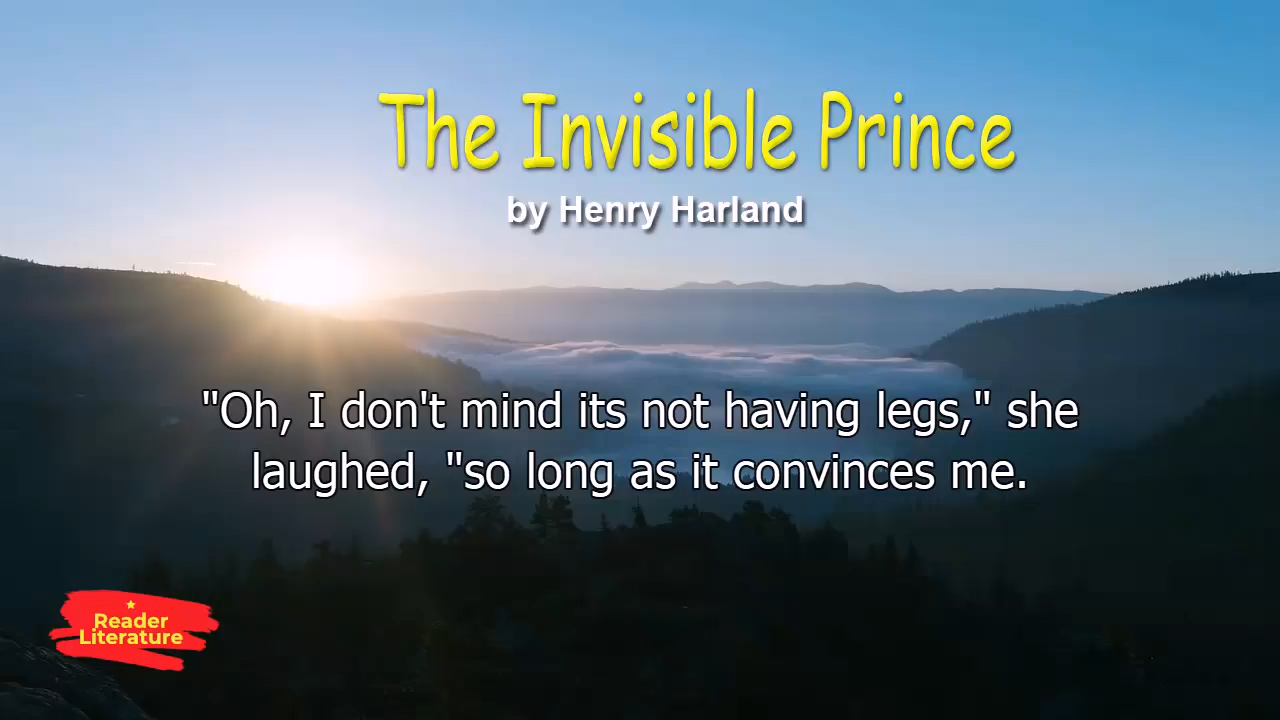 The Invisible Prince
by Henry Harland
"Oh, I don't mind its not having legs," she
laughed, "so long as it convinces me.
Reader
Literature